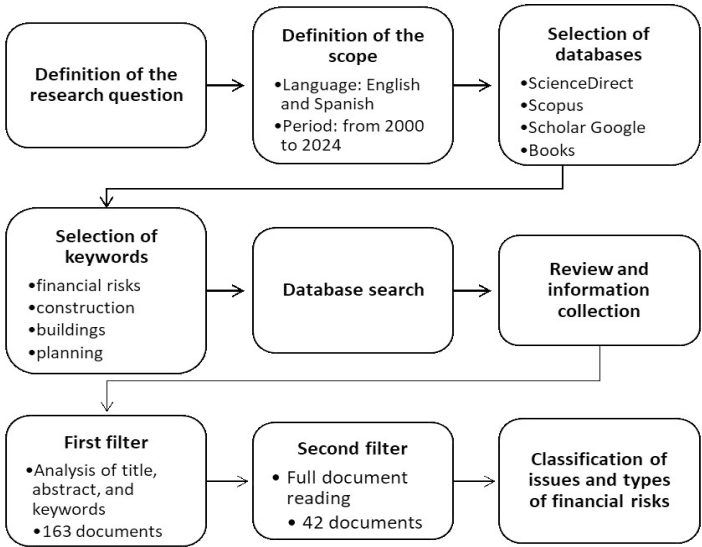 Definition of the
research question
Definition of the
scope
•Language: English
and Spanish
•Period: from 2000
to 2024
Selection of
databases
•ScienceDirect
•Scopus
•Scholar Google
•Books
Selection of
keywords
•financial risks
•construction
•buildings
•planning
Database search
Review and
information
collection
First filter
•Analysis of title,
abstract, and
keywords
•163 documents
Second filter
• Full document
reading
• 42 documents
Classification of
issues and types
of financial risks